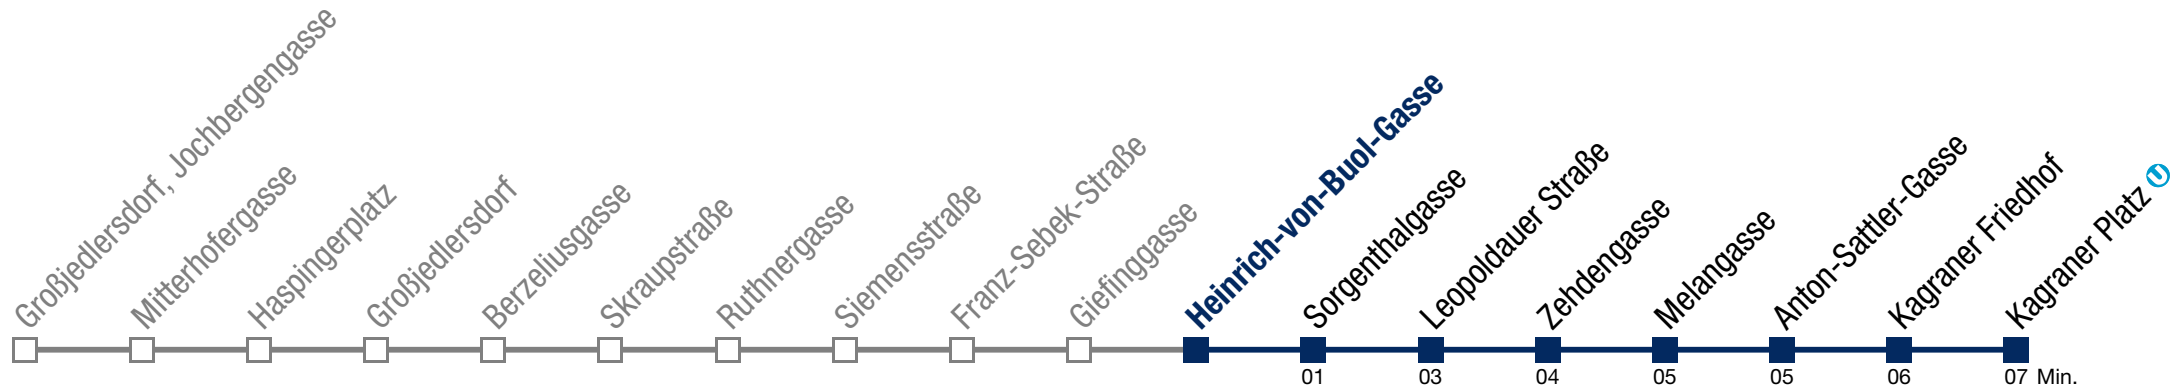 Großjedlersdorf, Jochbergengasse
Mitterhofergasse
Haspingerplatz
Großjedlersdorf
Berzeliusgasse
Skraupstraße
Ruthnergasse
Siemensstraße
Franz-Sebek-Straße
Giefinggasse
Heinrich-von-Buol-Gasse
Sorgenthalgasse
Leopoldauer Straße
Zehdengasse
Melangasse
Anton-Sattler-Gasse
Kagraner Friedhof
Kagraner Platz U
01 03 04 05 05 06 07 Min.